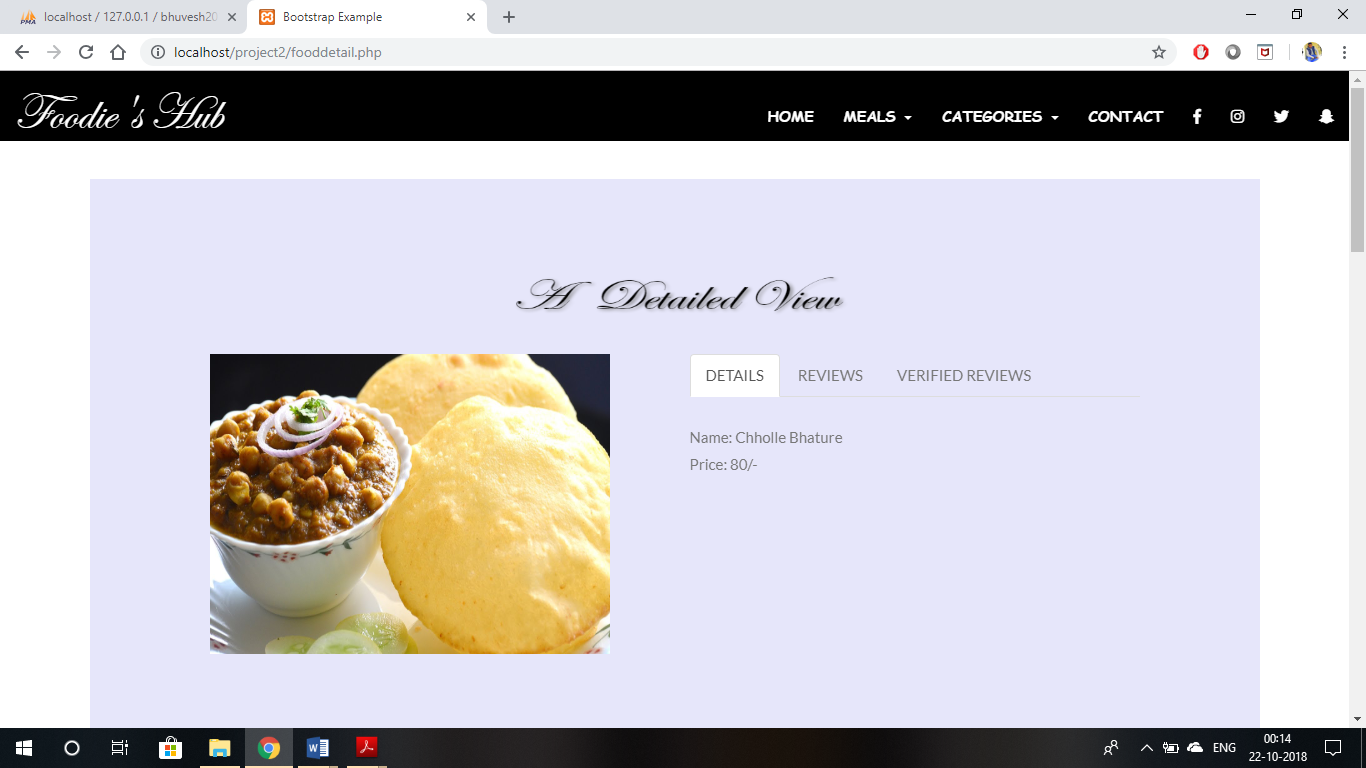 localhost / 127.0.0.1 / bhuvesh20
Bootstrap Example
localhost/project2/fooddetail.php
Foodie's Hub
HOME
MEALS
CATEGORIES
CONTACT
A Detailed View
DETAILS
REVIEWS
VERIFIED REVIEWS
Name: Chholle Bhature
Price: 80/-
ENG
00:14
22-10-2018